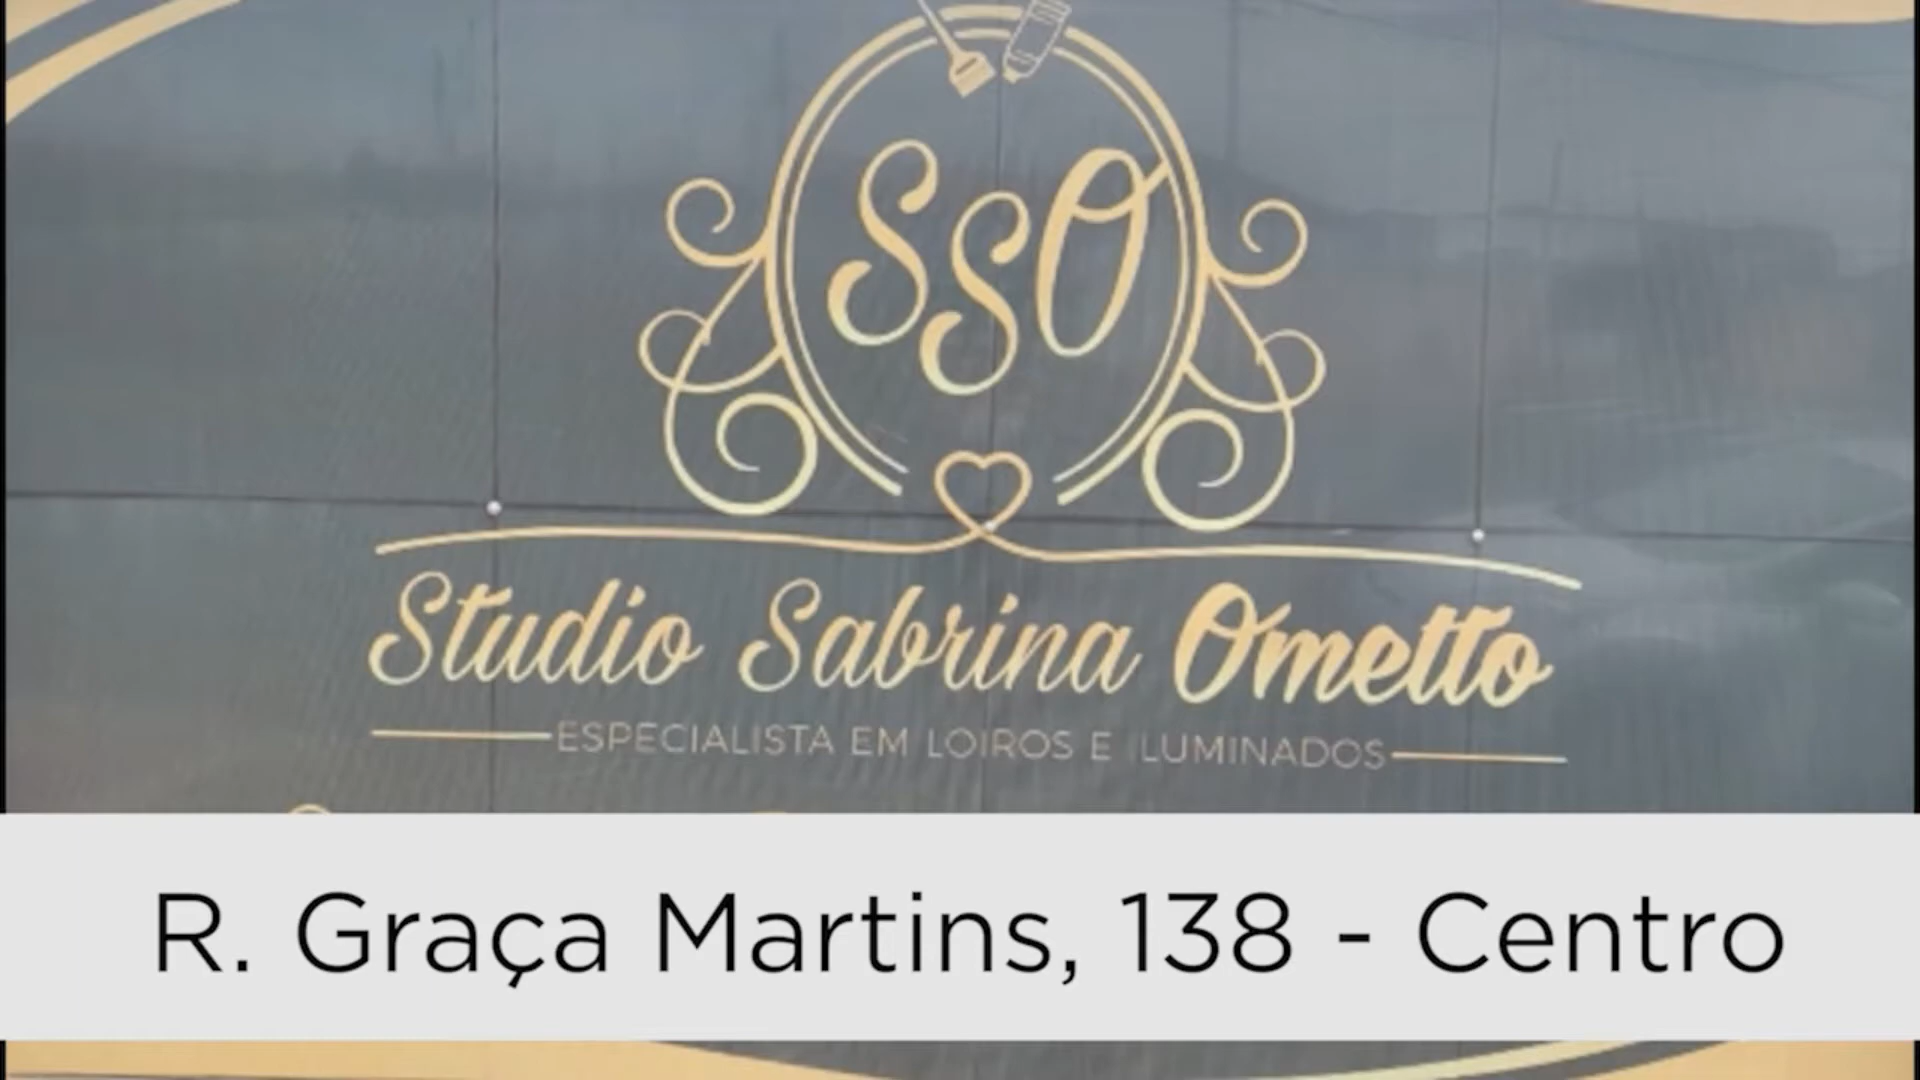 SSO
Studio Sabrina Ometto
ESPECIALISTA EM LOIROS E ILUMINADOS
R. Graça Martins, 138 - Centro